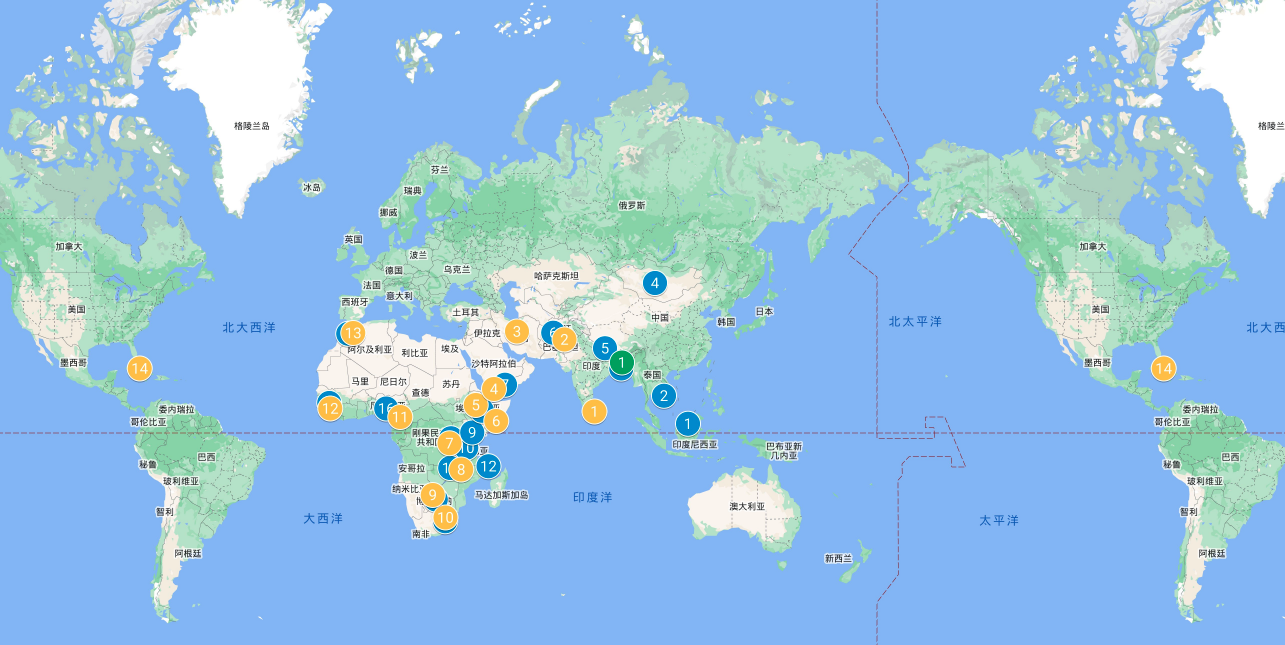 格陵兰岛
格陵兰
冰岛
芬兰
瑞典
挪威
俄罗斯
英国
波兰
德国
乌克兰
法国
意大利
西班牙
土耳其
哈萨克斯坦
加拿大
加拿大
4
中国
韩国
日本
美国
美国
北大西洋
北太平洋
北大西
13
伊拉克
3
6
2
阿尔及利亚
利比亚
埃及
5
墨西哥
墨西哥
沙特阿拉伯
印度
1
泰国
14
14
马里
尼日尔
苏丹
4
7
乍得
2
12
16
11
5
6
1
1
委内瑞拉
哥伦比亚
委内瑞拉
哥伦比亚
刚果民
共和
9
7
10
印度尼西亚
巴布亚新
几内亚
秘鲁
巴西
秘鲁
巴西
安哥拉
8
12
玻利维亚
玻利维亚
纳米比
9
马达加斯加岛
印度洋
澳大利亚
智利
智利
大西洋
太平洋
10
南非
阿根廷
新西兰
阿根廷